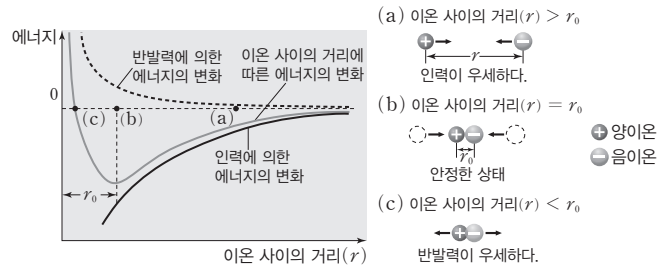 에너지
반발력에 의한
에너지의 변화
이온 사이의 거리에
따른 에너지의 변화
0
(c)
(b)
(a)
인력에 의한
에너지의 변화
r₀
이온 사이의 거리(r)
(a) 이온 사이의 거리(r) > r₀
+
−
r
인력이 우세하다.
(b) 이온 사이의 거리(r) = r₀
+
−
r₀
안정한 상태
+ 양이온
− 음이온
(c) 이온 사이의 거리(r) < r₀
+
−
반발력이 우세하다.